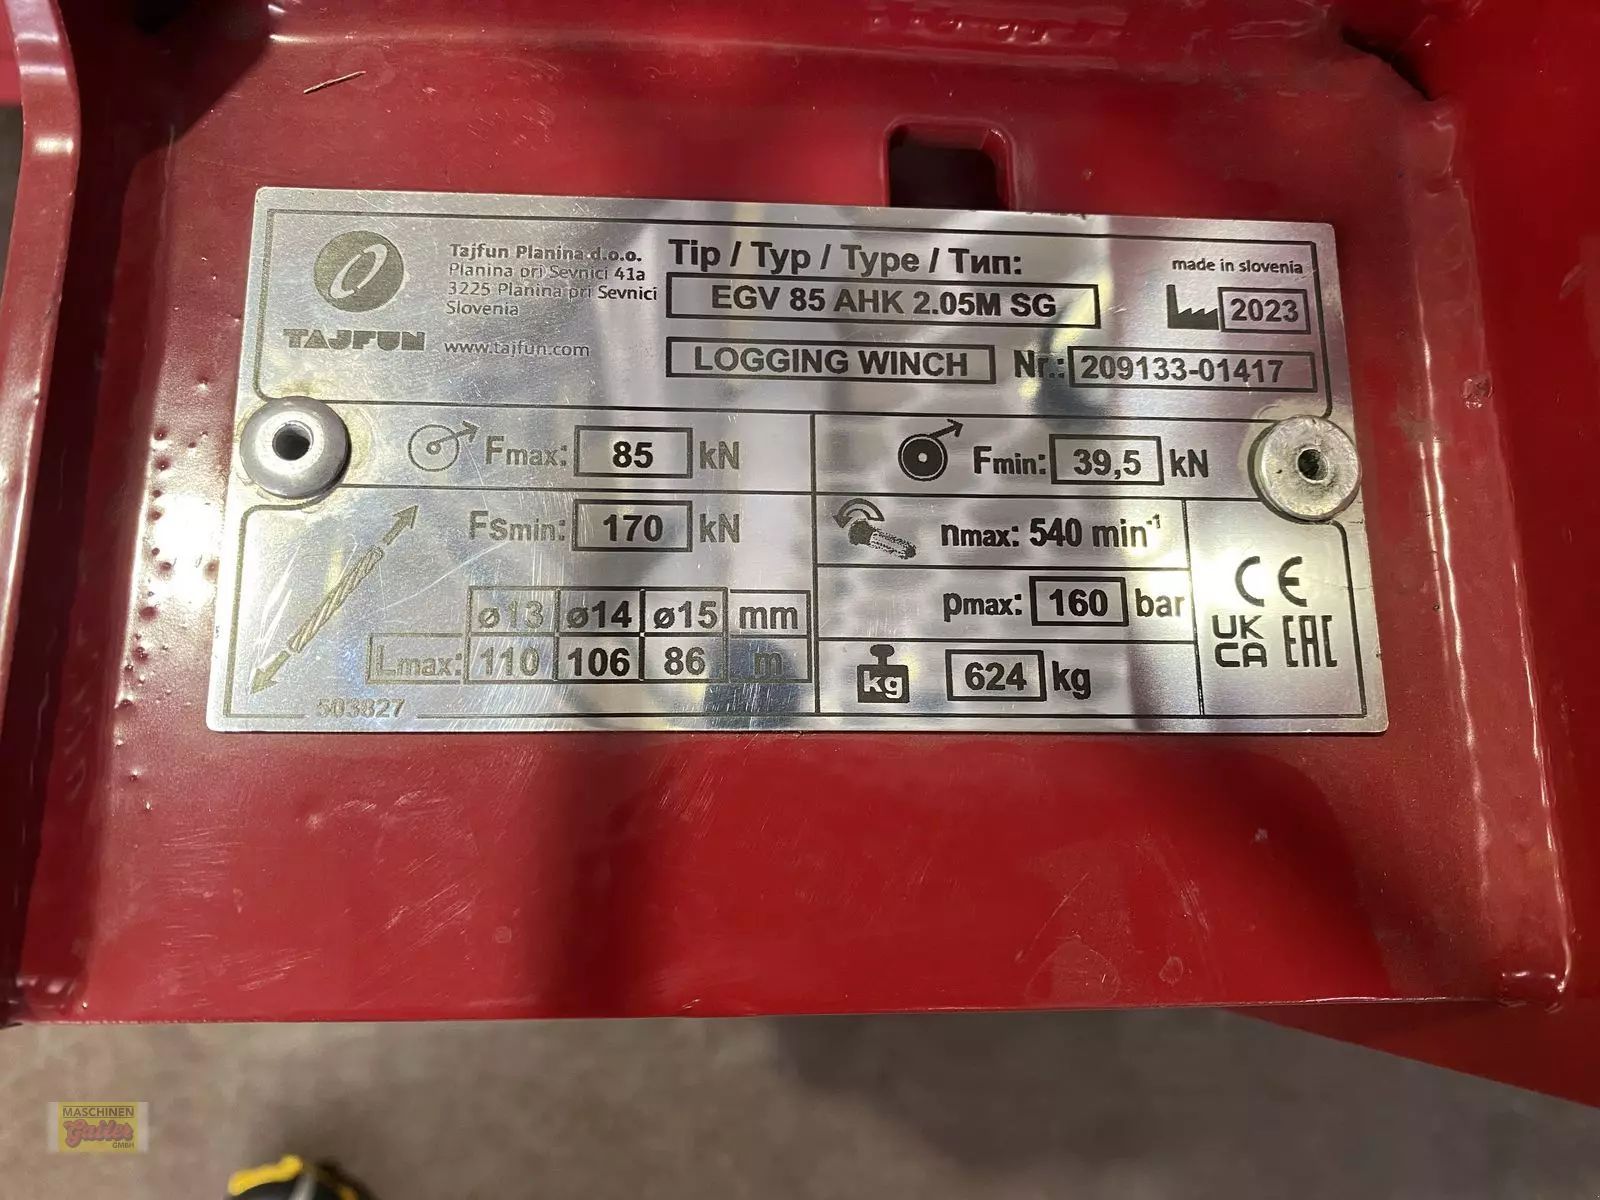 TAJFUN
Tajfun Planina d.o.o.
Planina pri Sevnici 41a
3225 Planina pri Sevnici
Slovenia
www.tajfun.com
Tip / Typ / Type / Тип:
EGV 85 AHK 2.05M SG
LOGGING WINCH
made in slovenia
2023
Nr.: 209133-01417
Fmax: 85 kN
Fmin: 39,5 kN
Fsmin: 170 kN
ø13 ø14 ø15 mm
Lmax: 110 106 86 m
503827
nmax: 540 min-1
pmax: 160 bar
kg 624 kg
CE
UK
CA
EAC
MASCHINEN
Gailer
GMBH